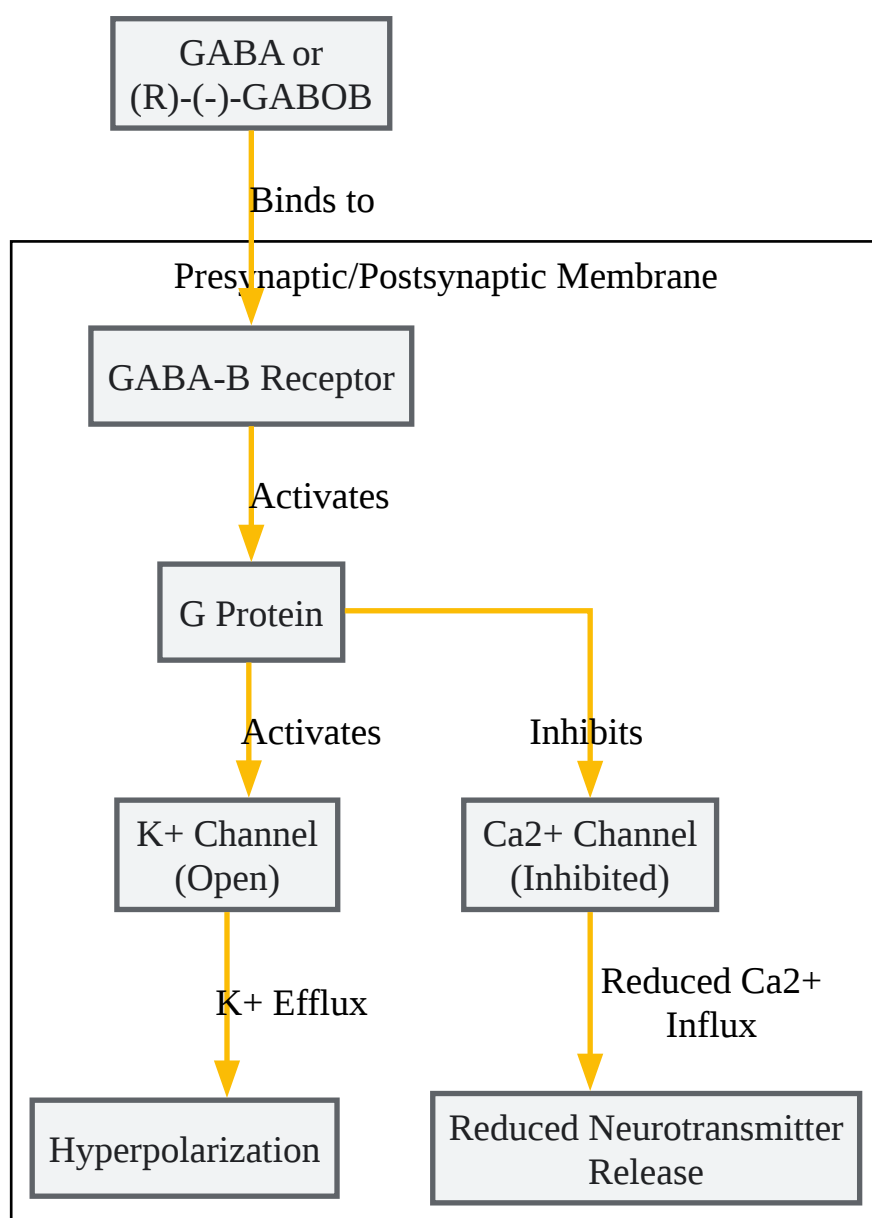 GABA or
(R)-(-)-GABOB
Binds to
Presynaptic/Postsynaptic Membrane
GABA-B Receptor
Activates
G Protein
Activates
Inhibits
K+ Channel
(Open)
Ca2+ Channel
(Inhibited)
K+ Efflux
Reduced Ca2+
Influx
Hyperpolarization
Reduced Neurotransmitter
Release